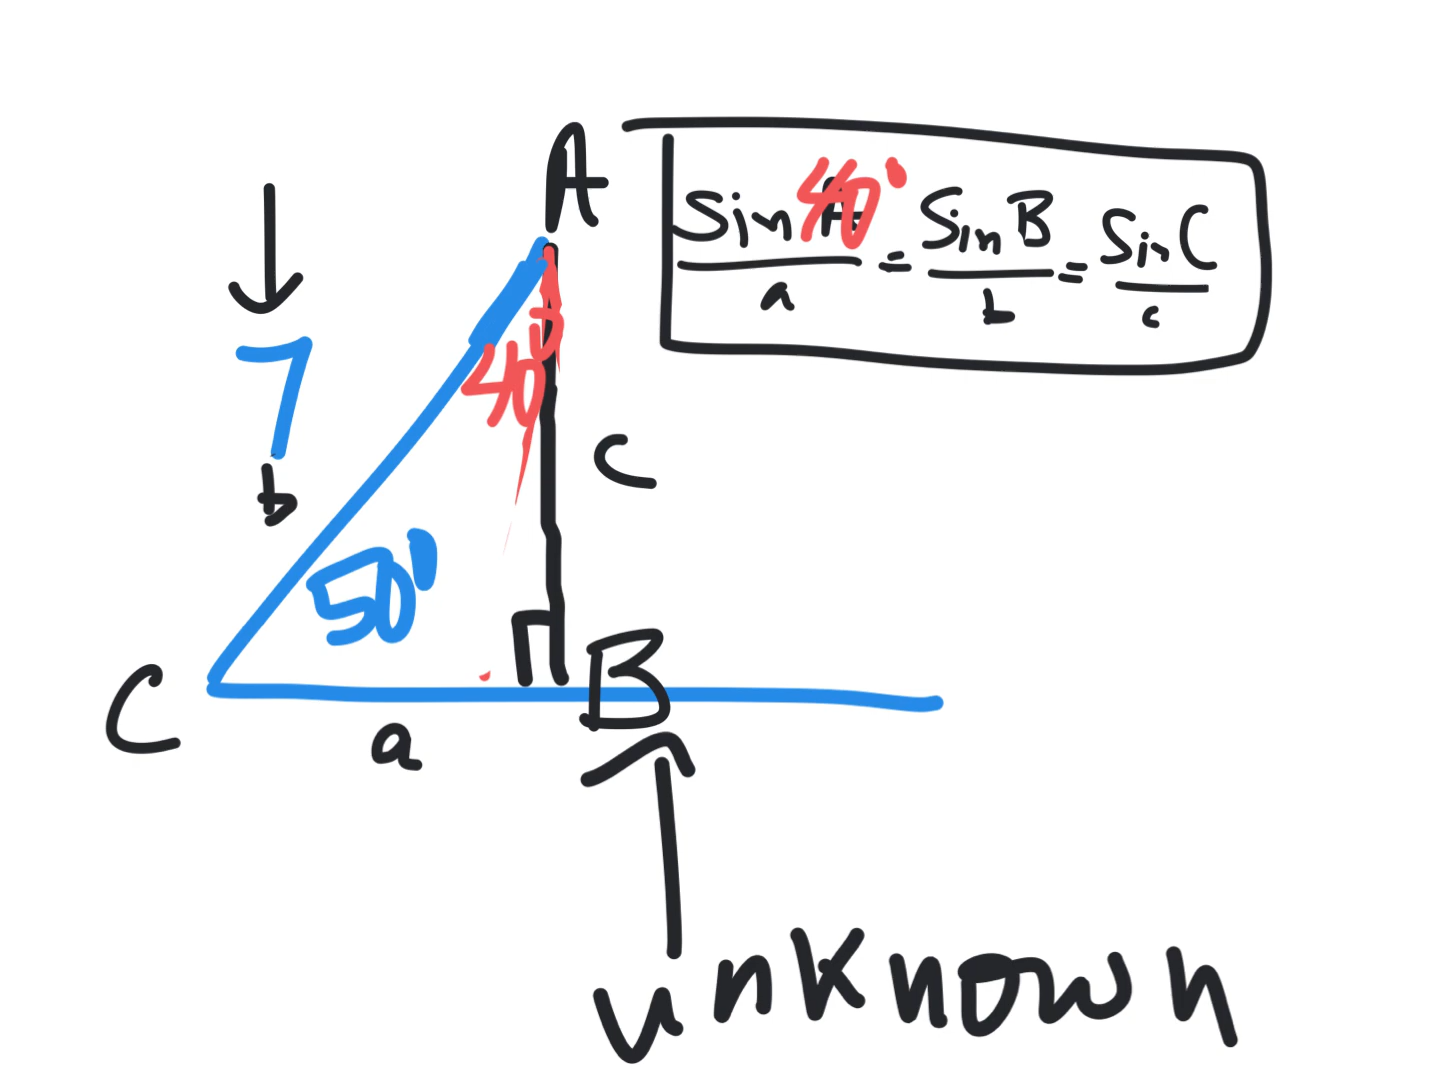 A
Sin 40° = Sin B = Sin C
a b c
7
40°
c
b
50°
B
C
a
unknown